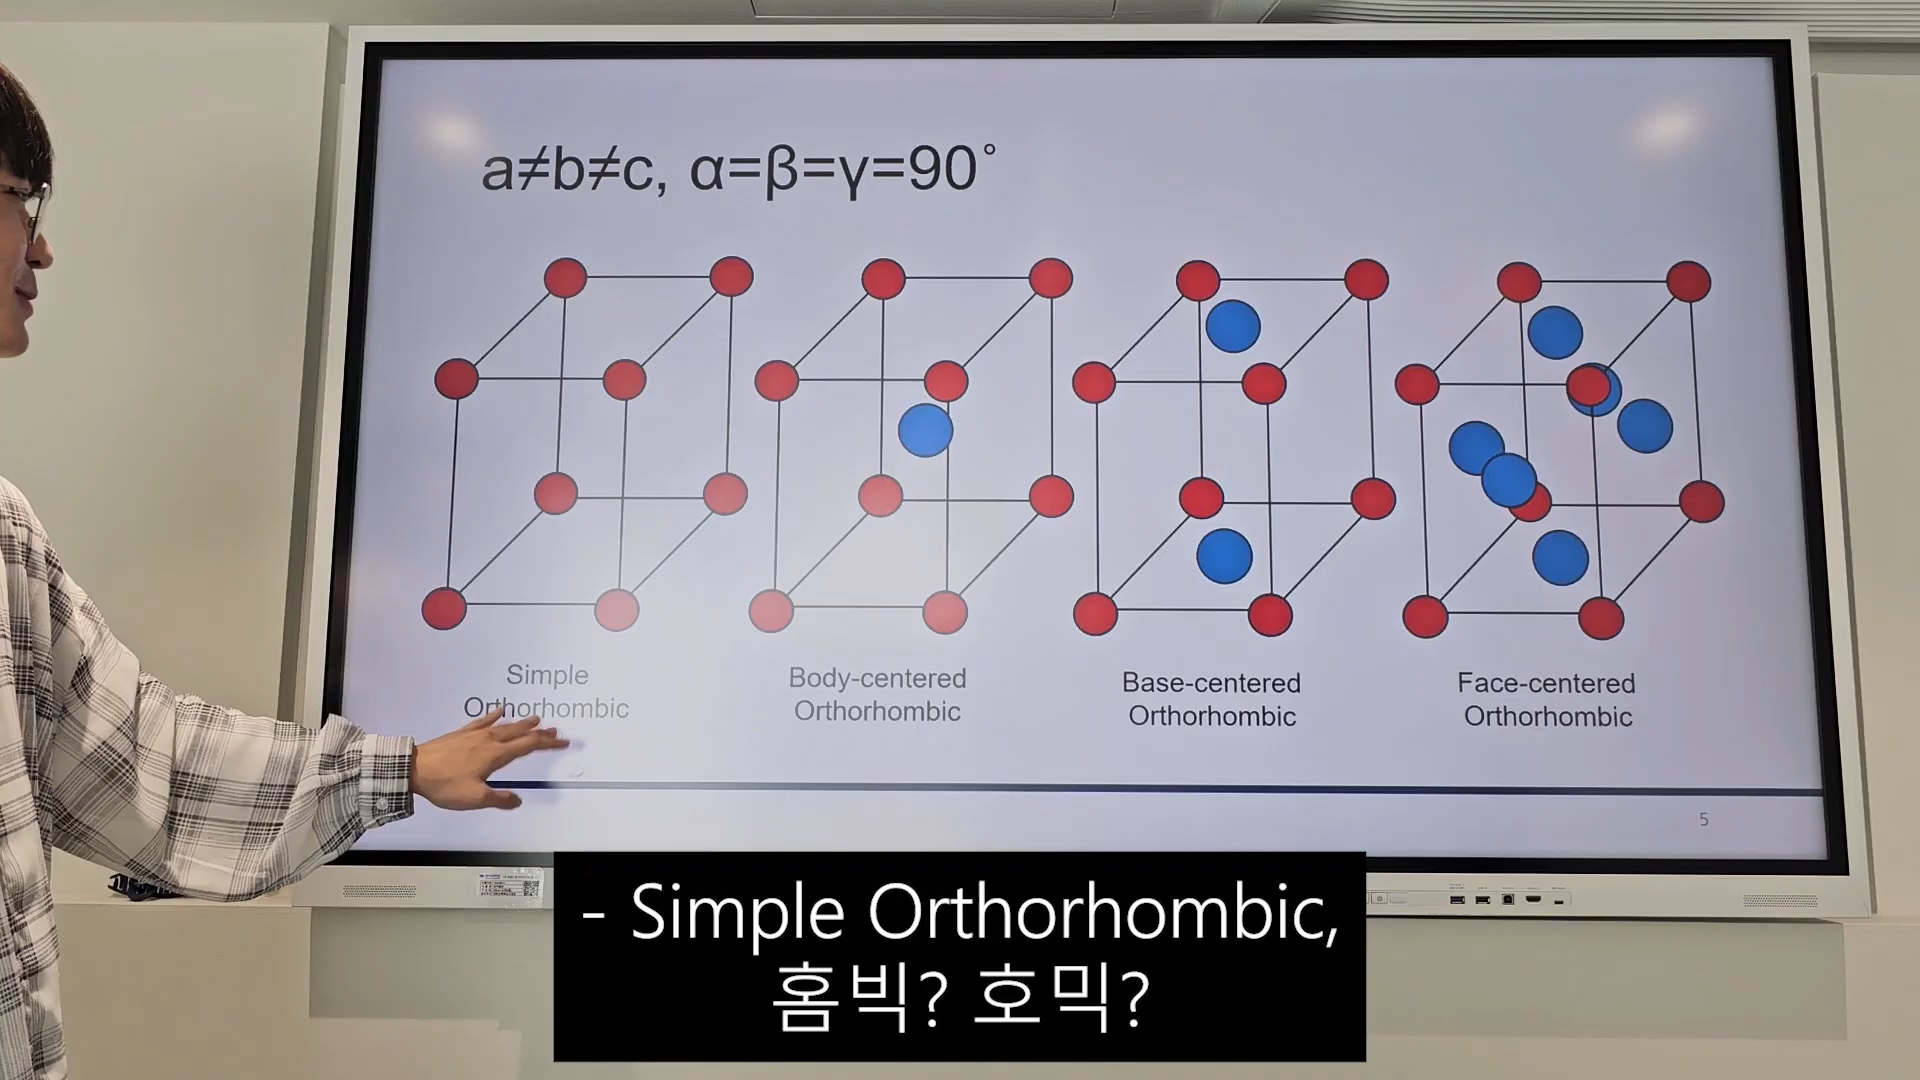 a≠b≠c, α=β=γ=90°
Simple
Orthorhombic
Body-centered
Orthorhombic
Base-centered
Orthorhombic
Face-centered
Orthorhombic
5
- Simple Orthorhombic,
홈빅? 호믹?